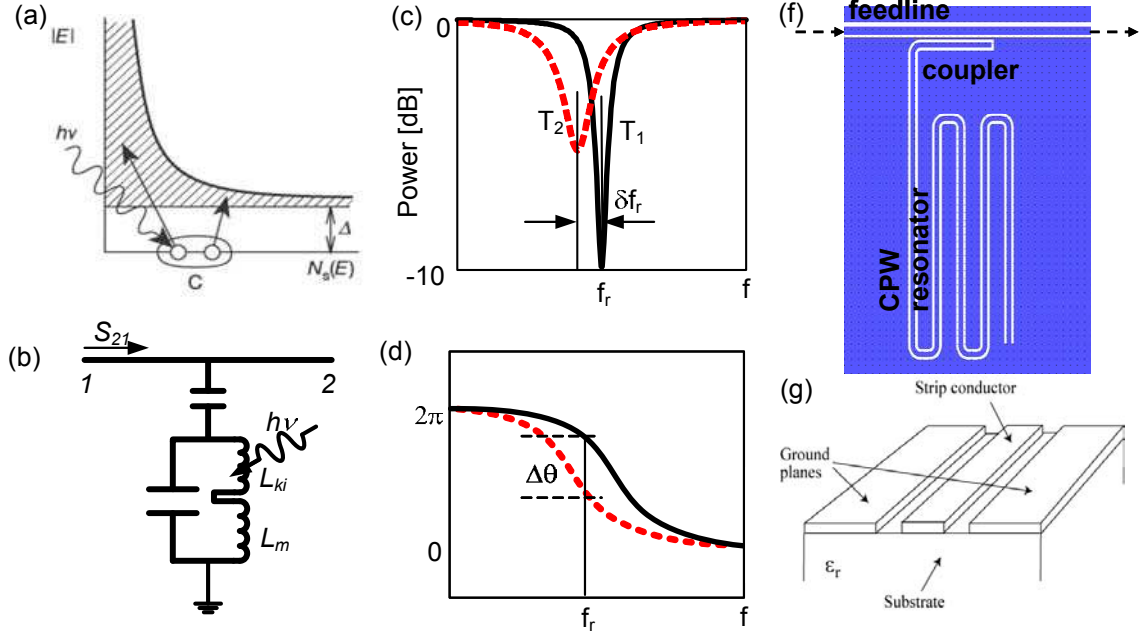 (a)
|E|
hν
Δ
N_s(E)
C
(b)
S_21
1
2
hν
L_ki
L_m
(c)
0
Power [dB]
-10
T_2
T_1
δf_r
f_r
f
(d)
2π
Δθ
0
f_r
f
(f)
feedline
coupler
CPW
resonator
(g)
Strip conductor
Ground
planes
ε_r
Substrate